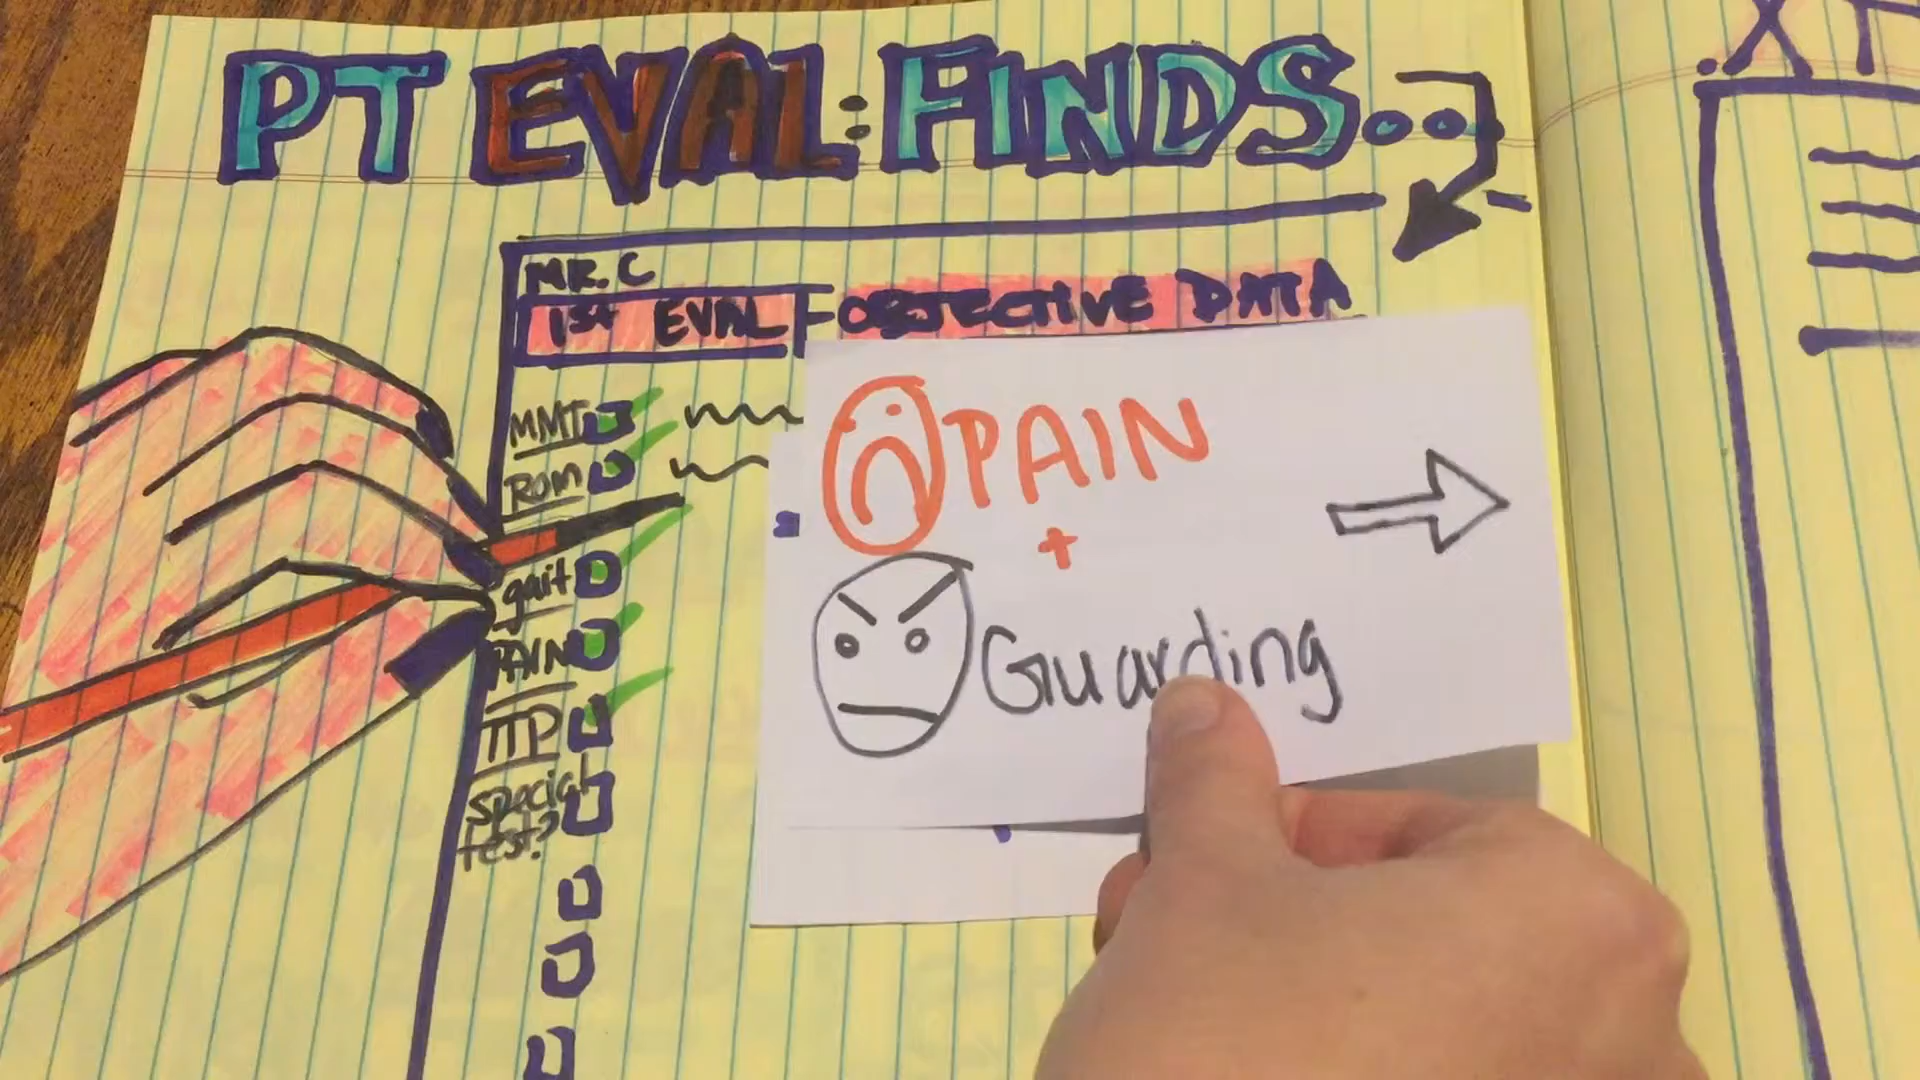 PT EVAL: FINDS...
MR. C
1st EVAL - OBJECTIVE DATA
MMT
ROM
gait
PAIN
TTP
special
test?
PAIN
+
Guarding